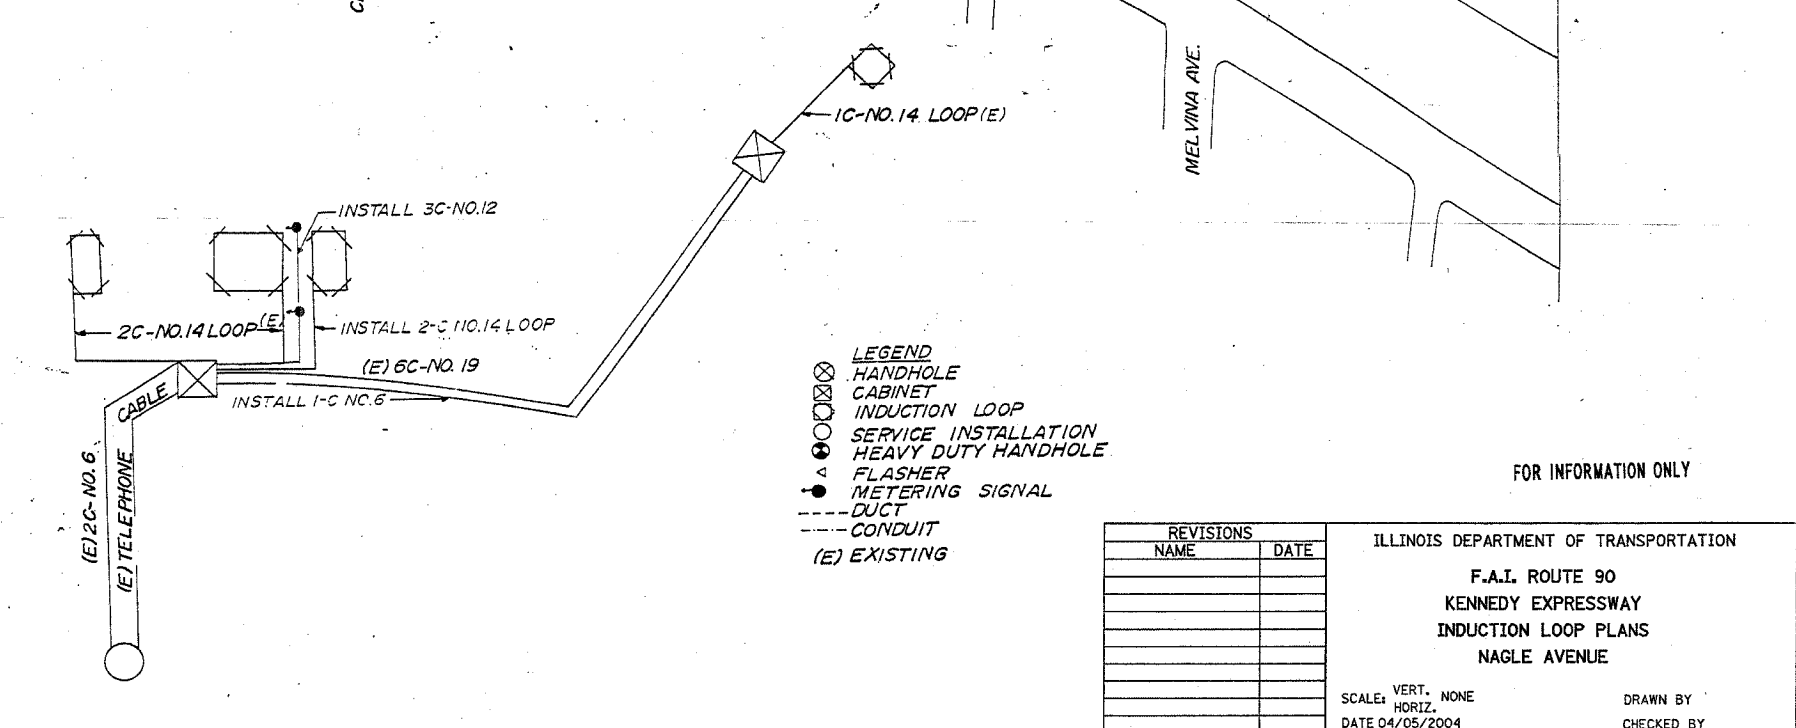 1C-NO.14 LOOP(E)
MELVINA AVE.
INSTALL 3C-NO.12
2C-NO.14 LOOP (E)
INSTALL 2-C NO.14 LOOP
(E) 6C-NO.19
INSTALL 1-C NO.6
CABLE
(E) 2C-NO.6
(E) TELEPHONE
LEGEND
HANDHOLE
CABINET
INDUCTION LOOP
SERVICE INSTALLATION
HEAVY DUTY HANDHOLE
FLASHER
METERING SIGNAL
DUCT
CONDUIT
(E) EXISTING
FOR INFORMATION ONLY
REVISIONS
NAME DATE
ILLINOIS DEPARTMENT OF TRANSPORTATION
F.A.I. ROUTE 90
KENNEDY EXPRESSWAY
INDUCTION LOOP PLANS
NAGLE AVENUE
SCALE: VERT. NONE
HORIZ.
DRAWN BY
DATE 04/05/2004
CHECKED BY